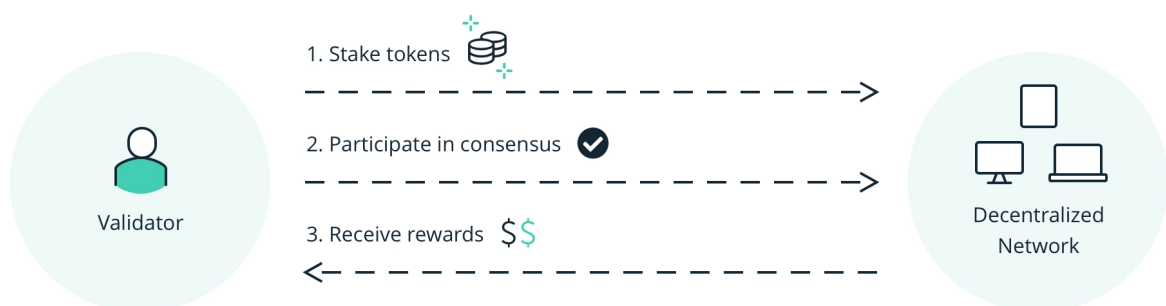 1. Stake tokens
2. Participate in consensus
3. Receive rewards $$
Validator
Decentralized
Network